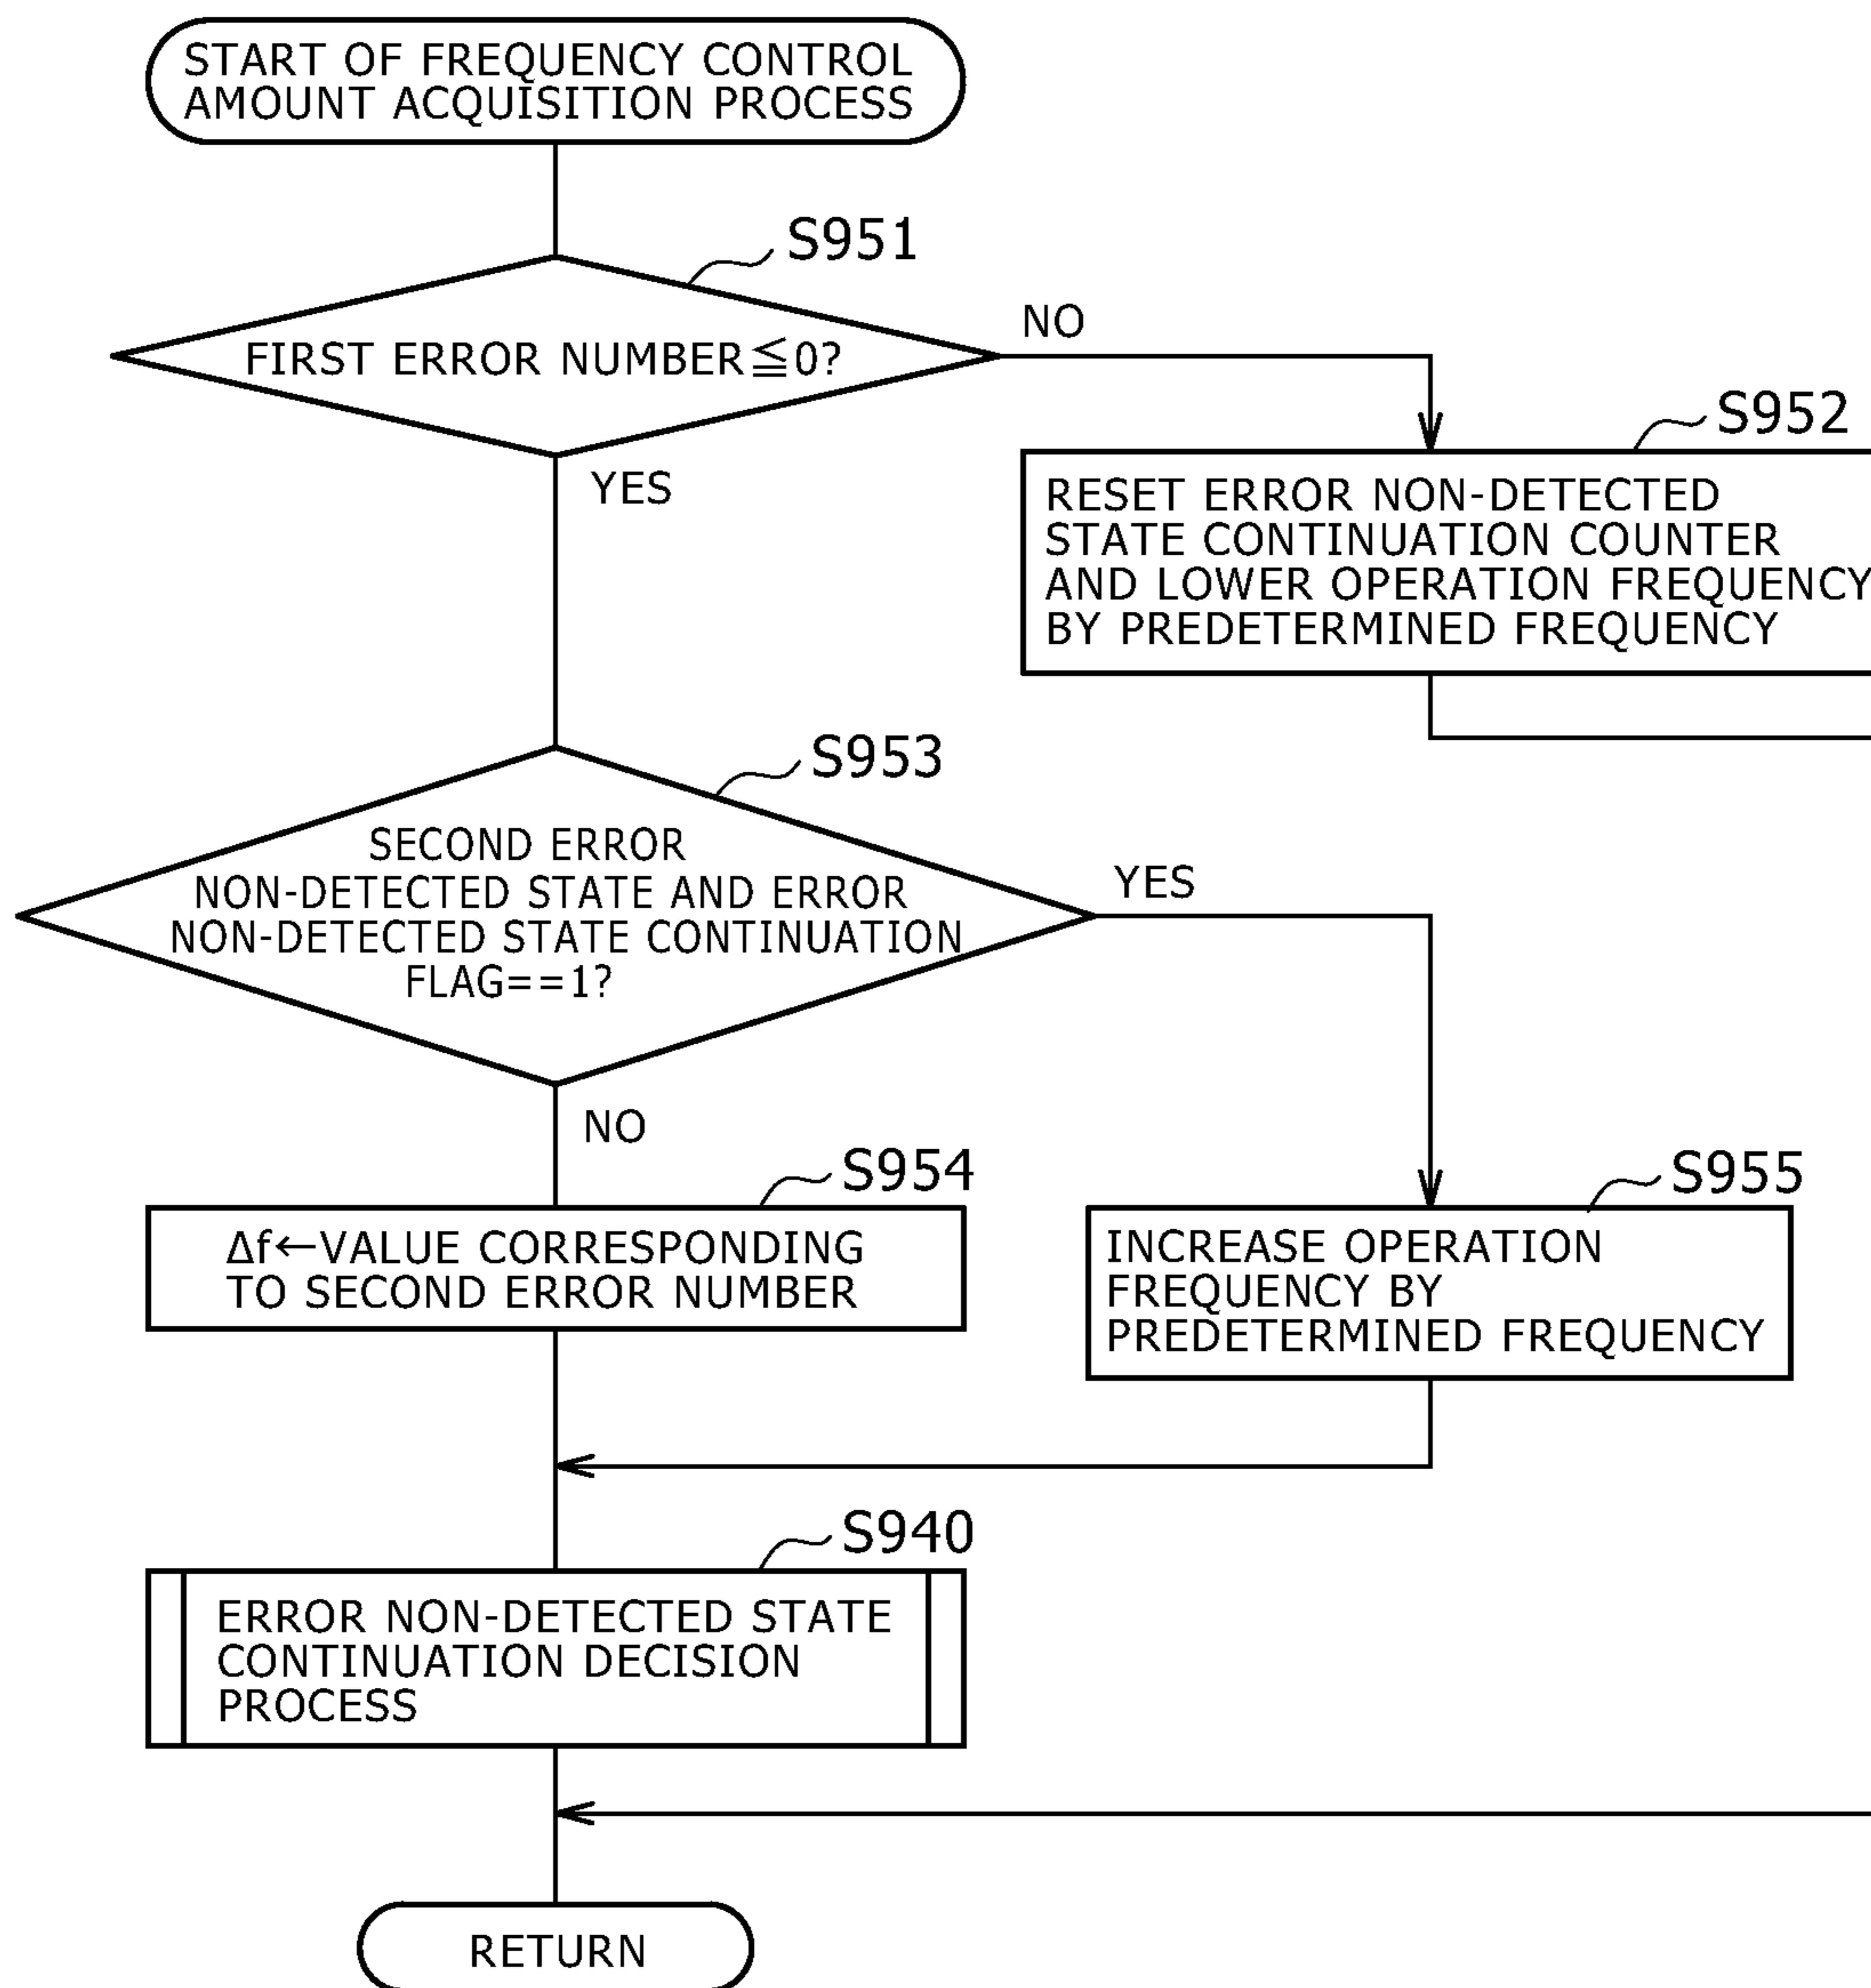 START OF FREQUENCY CONTROL
AMOUNT ACQUISITION PROCESS
S951
FIRST ERROR NUMBER≦0?
NO
YES
S952
RESET ERROR NON-DETECTED
STATE CONTINUATION COUNTER
AND LOWER OPERATION FREQUENCY
BY PREDETERMINED FREQUENCY
S953
SECOND ERROR
NON-DETECTED STATE AND ERROR
NON-DETECTED STATE CONTINUATION
FLAG==1?
YES
NO
S954
Δf←VALUE CORRESPONDING
TO SECOND ERROR NUMBER
S955
INCREASE OPERATION
FREQUENCY BY
PREDETERMINED FREQUENCY
S940
ERROR NON-DETECTED STATE
CONTINUATION DECISION
PROCESS
RETURN